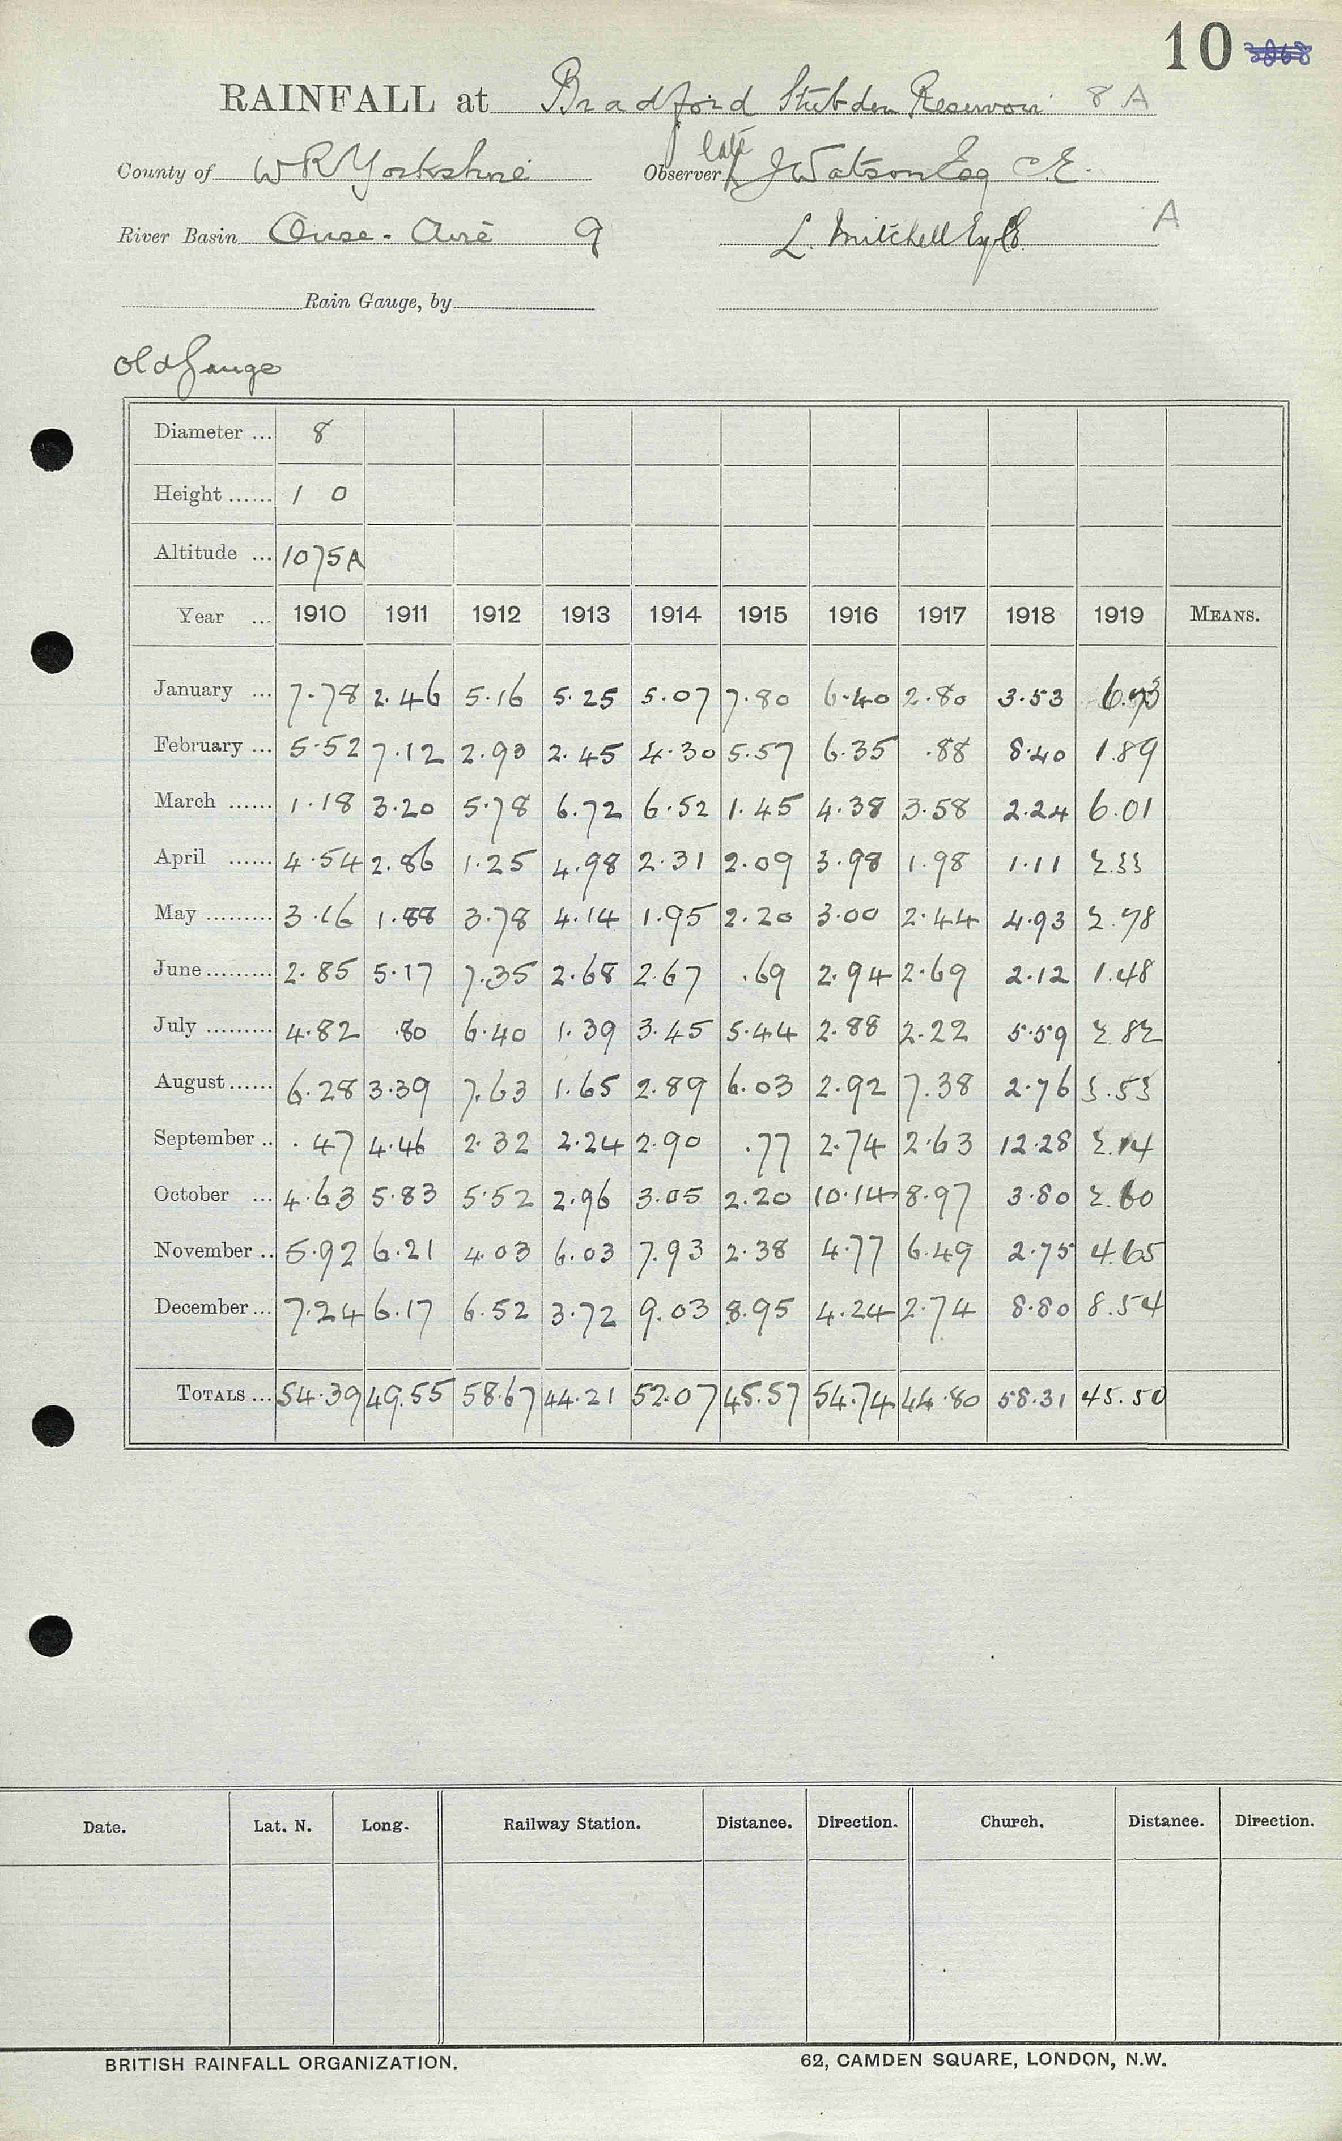 10 3068
RAINFALL at Bradford Stubden Reservoir 8 A
County of W R Yorkshire Observer late J Watson Esq C.E.
River Basin Ouse - Aire 9 L. Mitchell Esq CE A
Rain Gauge, by
Old Gauge
Diameter ... 8
Height ...... 1 0
Altitude ... 1075A
Year ... 1910 1911 1912 1913 1914 1915 1916 1917 1918 1919 MEANS.
January ... 7.78 2.46 5.16 5.25 5.07 7.80 6.40 2.80 3.53 6.73
February ... 5.52 7.12 2.93 2.45 4.30 5.57 6.35 .88 8.40 1.89
March ...... 1.18 3.20 5.78 6.72 6.52 1.45 4.38 3.58 2.24 6.01
April ...... 4.54 2.86 1.25 4.98 2.31 2.09 3.98 1.98 1.11 2.33
May ......... 3.16 1.88 3.78 4.14 1.95 2.20 3.00 2.44 4.93 2.78
June ......... 2.85 5.17 7.35 2.68 2.67 .69 2.94 2.69 2.12 1.48
July ......... 4.82 .80 6.40 1.39 3.45 5.44 2.88 2.22 5.59 2.82
August ...... 6.28 3.39 7.63 1.65 2.89 6.03 2.92 7.38 2.76 3.53
September .. .47 4.46 2.32 2.24 2.90 .77 2.74 2.63 12.28 2.14
October ... 4.63 5.83 5.52 2.96 3.05 2.20 10.14 8.97 3.80 2.60
November .. 5.92 6.21 4.03 6.03 7.93 2.38 4.77 6.49 2.75 4.65
December ... 7.24 6.17 6.52 3.72 9.03 8.95 4.24 2.74 8.80 8.54
TOTALS ... 54.39 49.55 58.67 44.21 52.07 45.57 54.74 44.80 58.31 45.50
Date. Lat. N. Long. Railway Station. Distance. Direction. Church. Distance. Direction.
BRITISH RAINFALL ORGANIZATION. 62, CAMDEN SQUARE, LONDON, N.W.